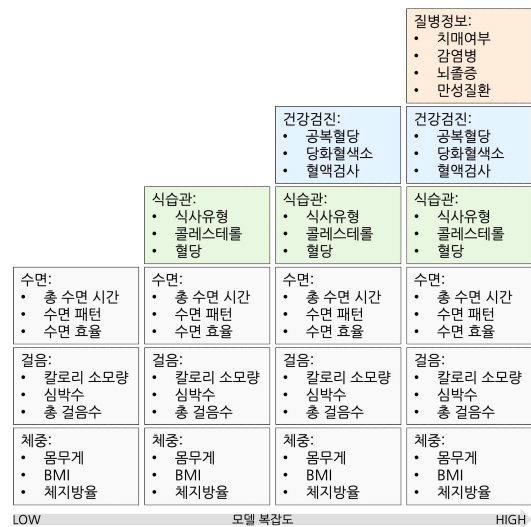 질병정보:
• 치매여부
• 감염병
• 뇌졸증
• 만성질환
건강검진:
• 공복혈당
• 당화혈색소
• 혈액검사
건강검진:
• 공복혈당
• 당화혈색소
• 혈액검사
식습관:
• 식사유형
• 콜레스테롤
• 혈당
식습관:
• 식사유형
• 콜레스테롤
• 혈당
식습관:
• 식사유형
• 콜레스테롤
• 혈당
수면:
• 총 수면 시간
• 수면 패턴
• 수면 효율
수면:
• 총 수면 시간
• 수면 패턴
• 수면 효율
수면:
• 총 수면 시간
• 수면 패턴
• 수면 효율
수면:
• 총 수면 시간
• 수면 패턴
• 수면 효율
걸음:
• 칼로리 소모량
• 심박수
• 총 걸음수
걸음:
• 칼로리 소모량
• 심박수
• 총 걸음수
걸음:
• 칼로리 소모량
• 심박수
• 총 걸음수
걸음:
• 칼로리 소모량
• 심박수
• 총 걸음수
체중:
• 몸무게
• BMI
• 체지방율
체중:
• 몸무게
• BMI
• 체지방율
체중:
• 몸무게
• BMI
• 체지방율
체중:
• 몸무게
• BMI
• 체지방율
LOW 모델 복잡도 HIGH